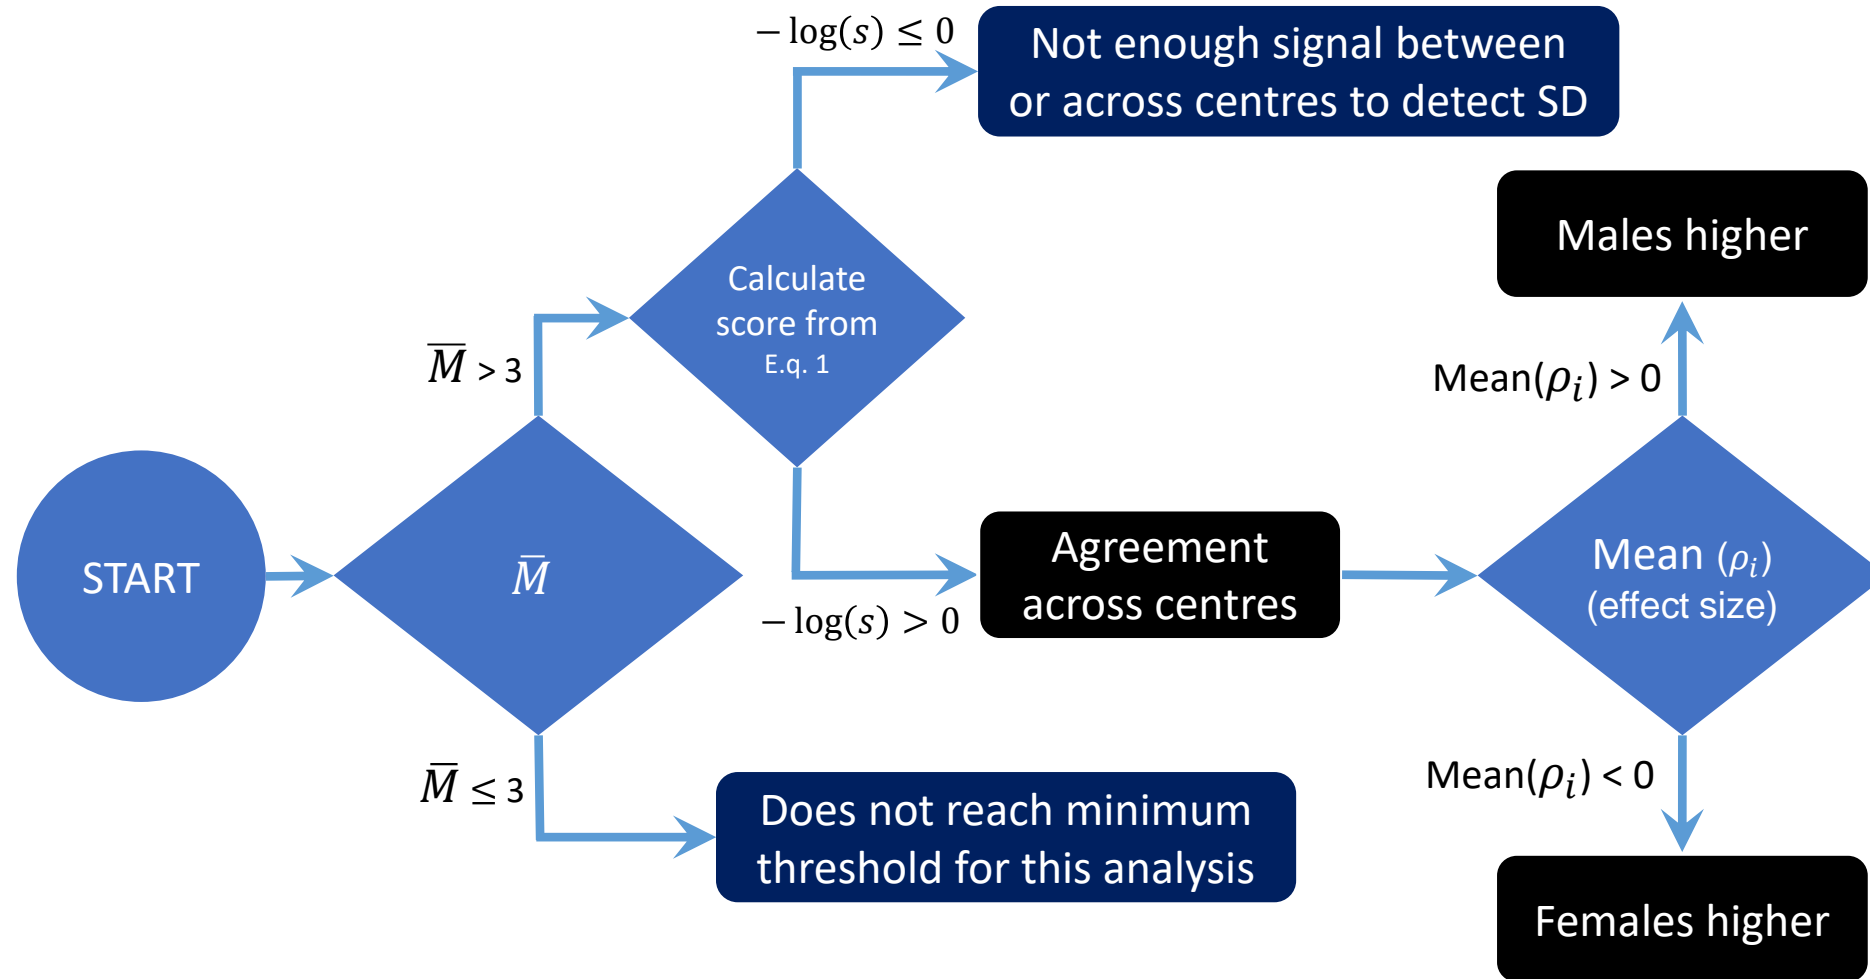 − log(s) ≤ 0
Not enough signal between
or across centres to detect SD
Males higher
Calculate
score from
E.q. 1
M̅ > 3
Mean(ρᵢ) > 0
START
M̅
Agreement
across centres
Mean (ρᵢ)
(effect size)
− log(s) > 0
M̅ ≤ 3
Mean(ρᵢ) < 0
Does not reach minimum
threshold for this analysis
Females higher